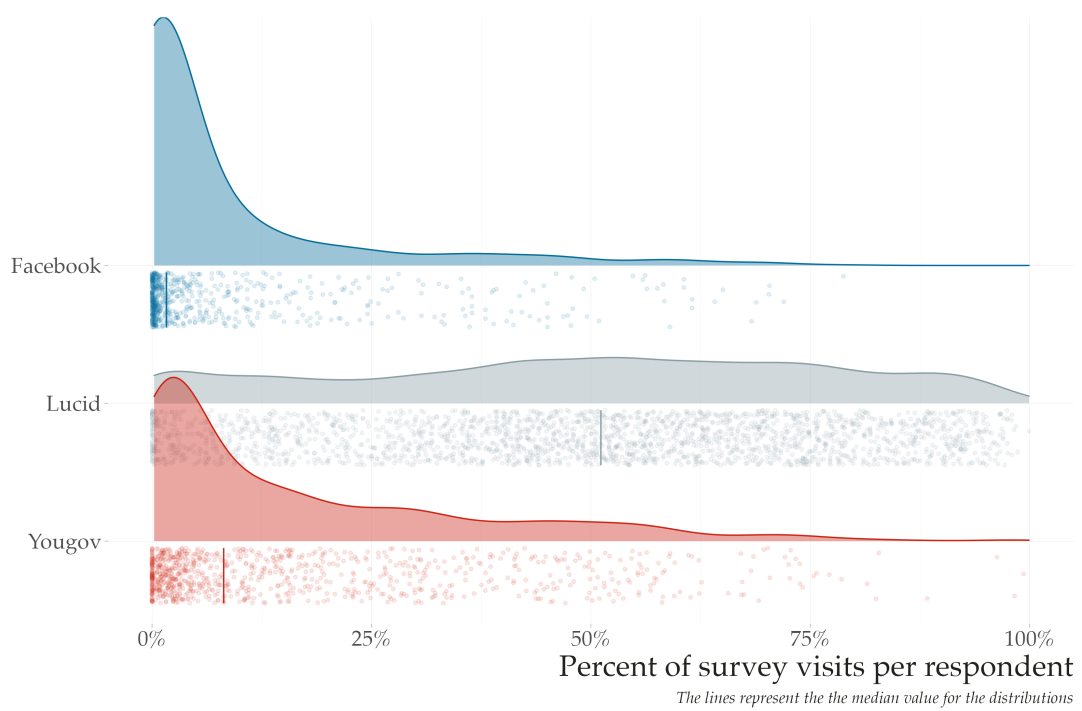 Facebook
Lucid
Yougov
0% 25% 50% 75% 100%
Percent of survey visits per respondent
The lines represent the the median value for the distributions